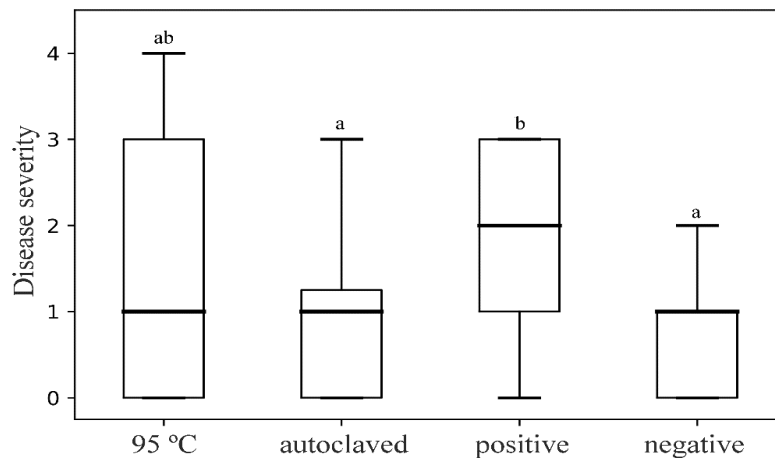 ab
4
a
b
3
a
2
1
0
Disease severity
95 ºC autoclaved positive negative